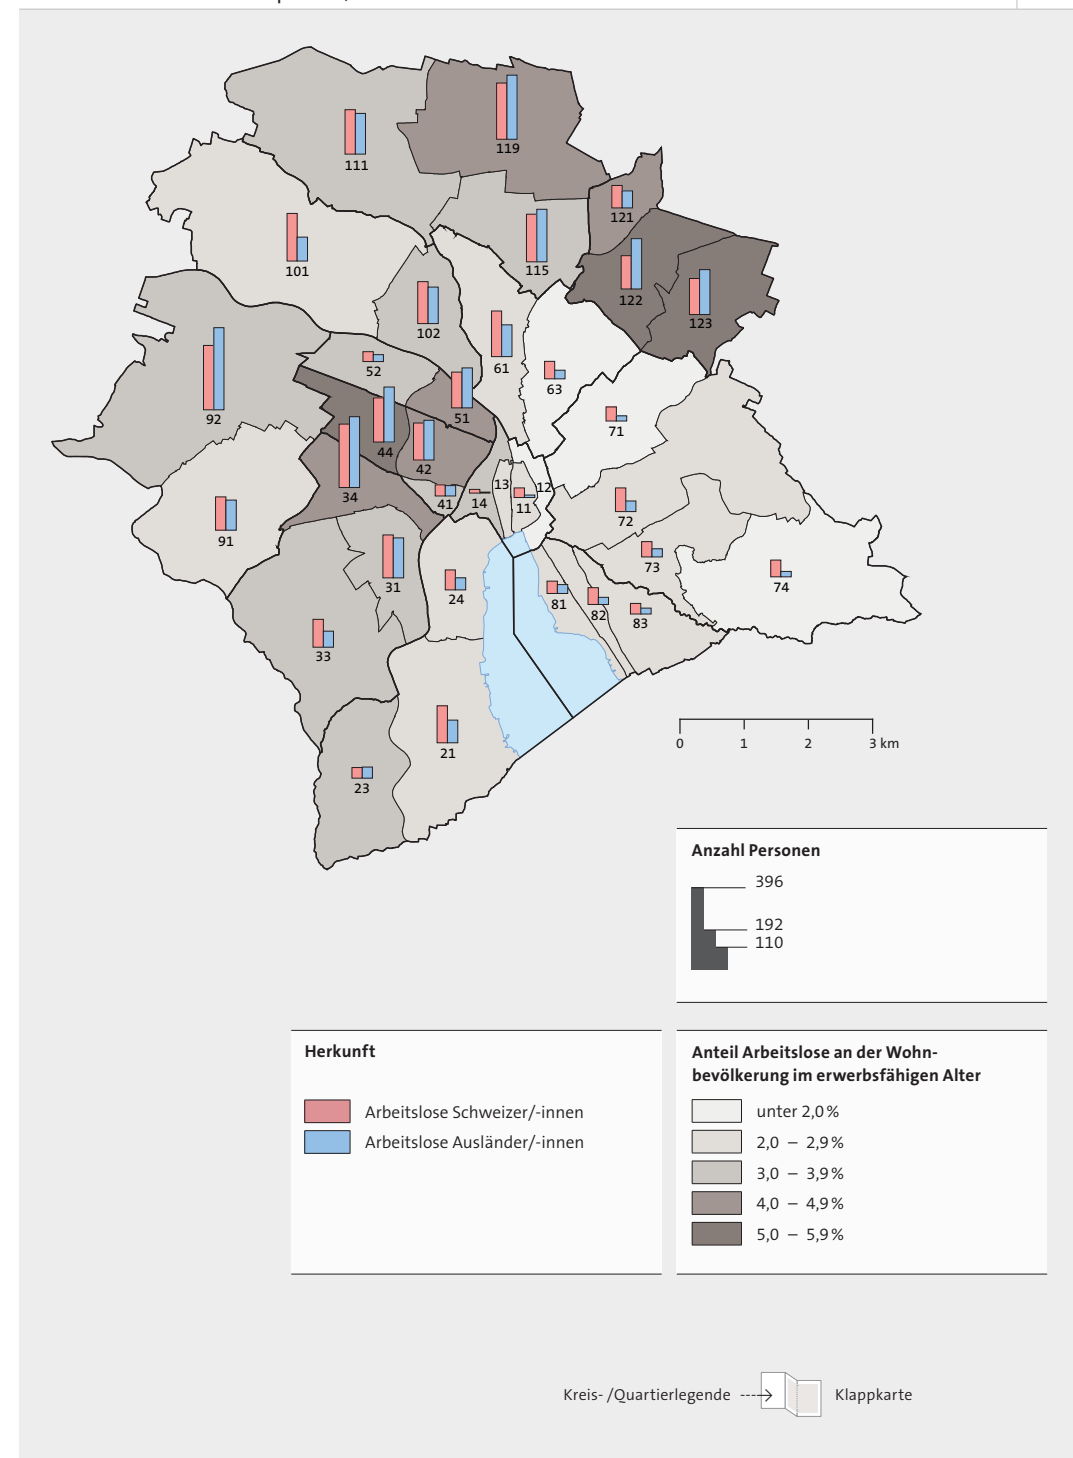 119
111
121
115
101
122
123
102
61
52
63
92
51
71
44
42
13
12
34
41
14
11
72
91
73
31
74
24
81
82
83
33
21
0 1 2 3 km
23
Anzahl Personen
396
192
110
Herkunft
Arbeitslose Schweizer/-innen
Arbeitslose Ausländer/-innen
Anteil Arbeitslose an der Wohn-
bevölkerung im erwerbsfähigen Alter
unter 2,0 %
2,0 – 2,9 %
3,0 – 3,9 %
4,0 – 4,9 %
5,0 – 5,9 %
Kreis- /Quartierlegende
Klappkarte